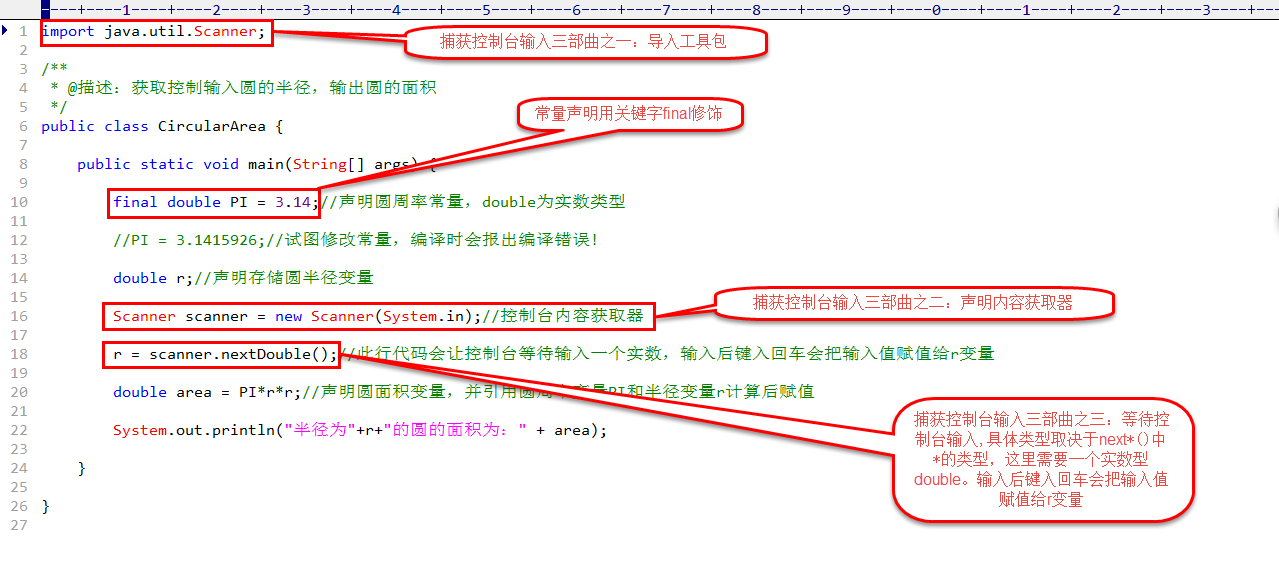 ----+----1----+----2----+----3----+----4----+----5----+----6----+----7----+----8----+----9----+----0----+----1----+----2----+----3----+--
1 import java.util.Scanner;
捕获控制台输入三部曲之一：导入工具包
2
3 /**
4 * @描述：获取控制输入圆的半径，输出圆的面积
5 */
常量声明用关键字final修饰
6 public class CircularArea {
7
8 public static void main(String[] args) {
9
10 final double PI = 3.14;//声明圆周率常量，double为实数类型
11
12 //PI = 3.1415926;//试图修改常量，编译时会报出编译错误！
13
14 double r;//声明存储圆半径变量
15
捕获控制台输入三部曲之二：声明内容获取器
16 Scanner scanner = new Scanner(System.in);//控制台内容获取器
17
18 r = scanner.nextDouble();//此行代码会让控制台等待输入一个实数，输入后键入回车会把输入值赋值给r变量
19
20 double area = PI*r*r;//声明圆面积变量，并引用圆周 PI和半径变量r计算后赋值
21
22 System.out.println("半径为"+r+"的圆的面积为：" + area);
23
24 }
25
26 }
27
捕获控制台输入三部曲之三：等待控
制台输入,具体类型取决于next*()中
*的类型，这里需要一个实数型
double。输入后键入回车会把输入值
赋值给r变量